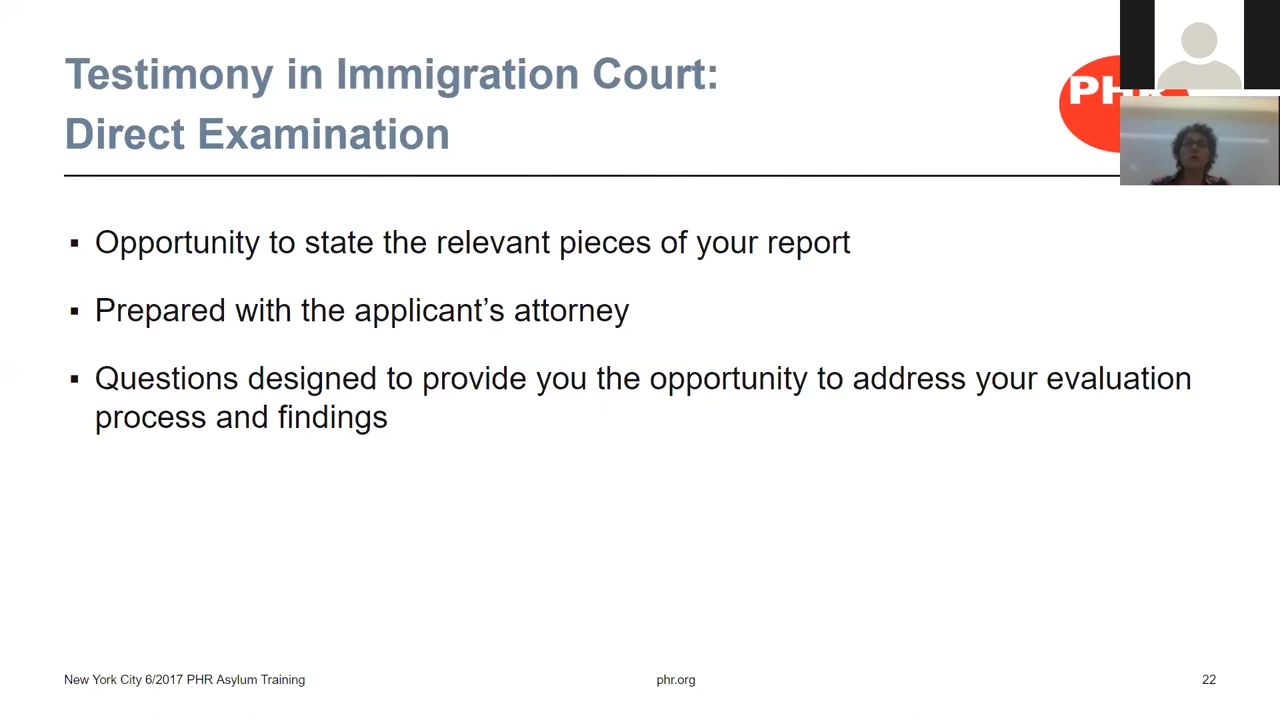 Testimony in Immigration Court:
Direct Examination
PHR
▪ Opportunity to state the relevant pieces of your report
▪ Prepared with the applicant’s attorney
▪ Questions designed to provide you the opportunity to address your evaluation
process and findings
New York City 6/2017 PHR Asylum Training
phr.org
22